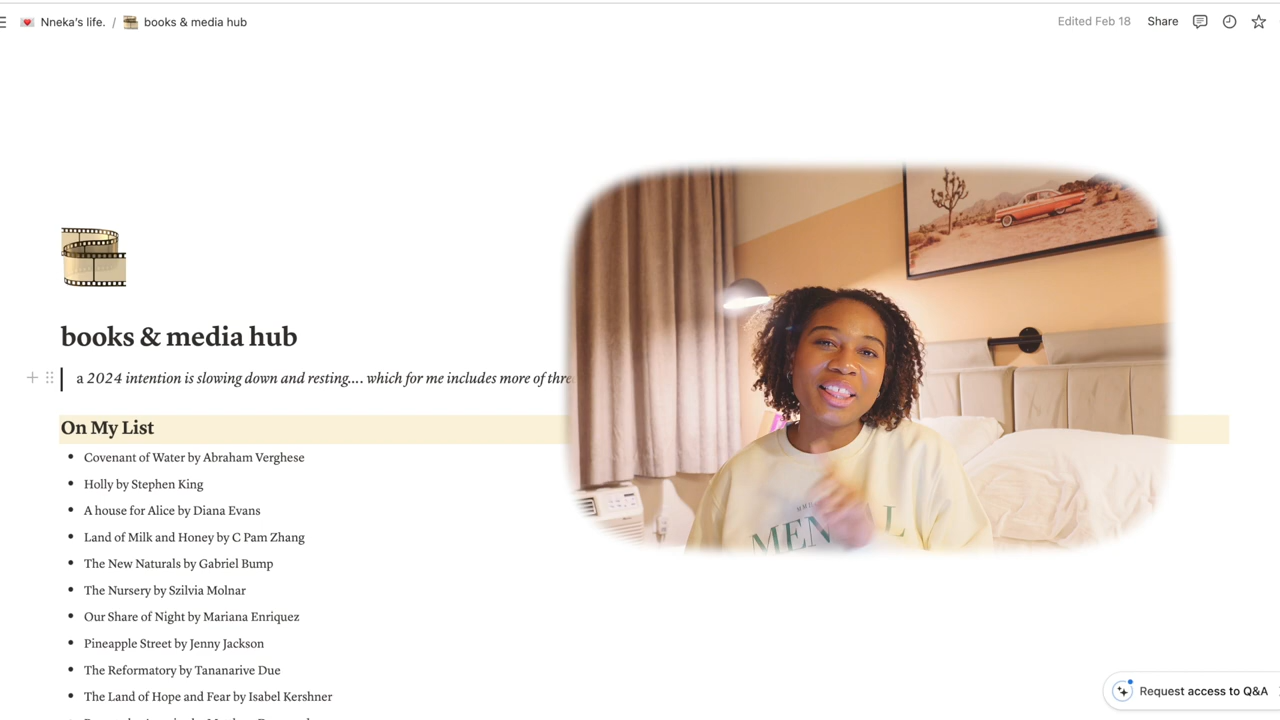 Nneka's life. / books & media hub
Edited Feb 18 Share
books & media hub
a 2024 intention is slowing down and resting.... which for me includes more of
On My List
Covenant of Water by Abraham Verghese
Holly by Stephen King
A house for Alice by Diana Evans
Land of Milk and Honey by C Pam Zhang
The New Naturals by Gabriel Bump
The Nursery by Szilvia Molnar
Our Share of Night by Mariana Enriquez
Pineapple Street by Jenny Jackson
The Reformatory by Tananarive Due
The Land of Hope and Fear by Isabel Kershner
Request access to Q&A